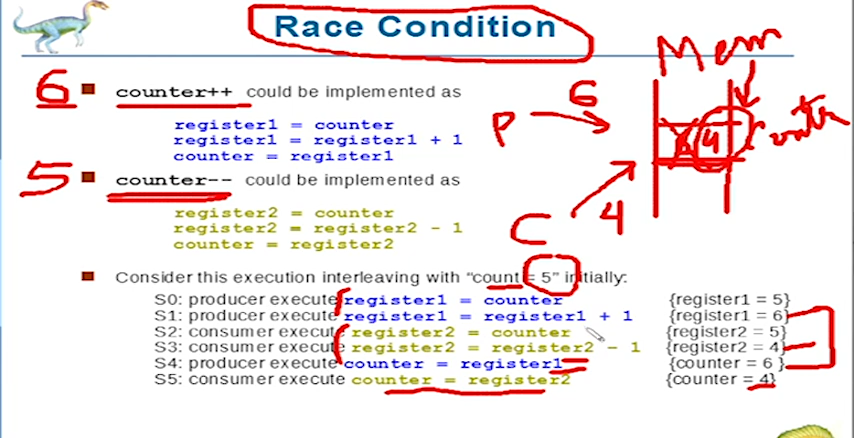 Race Condition
Mem
6 counter++ could be implemented as
6
register1 = counter
P
register1 = register1 + 1
counter = register1
4
5 counter-- could be implemented as
register2 = counter
4
register2 = register2 - 1
C
counter = register2
Consider this execution interleaving with "count = 5" initially:
S0: producer execute register1 = counter {register1 = 5}
S1: producer execute register1 = register1 + 1 {register1 = 6}
S2: consumer execute register2 = counter {register2 = 5}
S3: consumer execute register2 = register2 - 1 {register2 = 4}
S4: producer execute counter = register1 {counter = 6 }
S5: consumer execute counter = register2 {counter = 4}